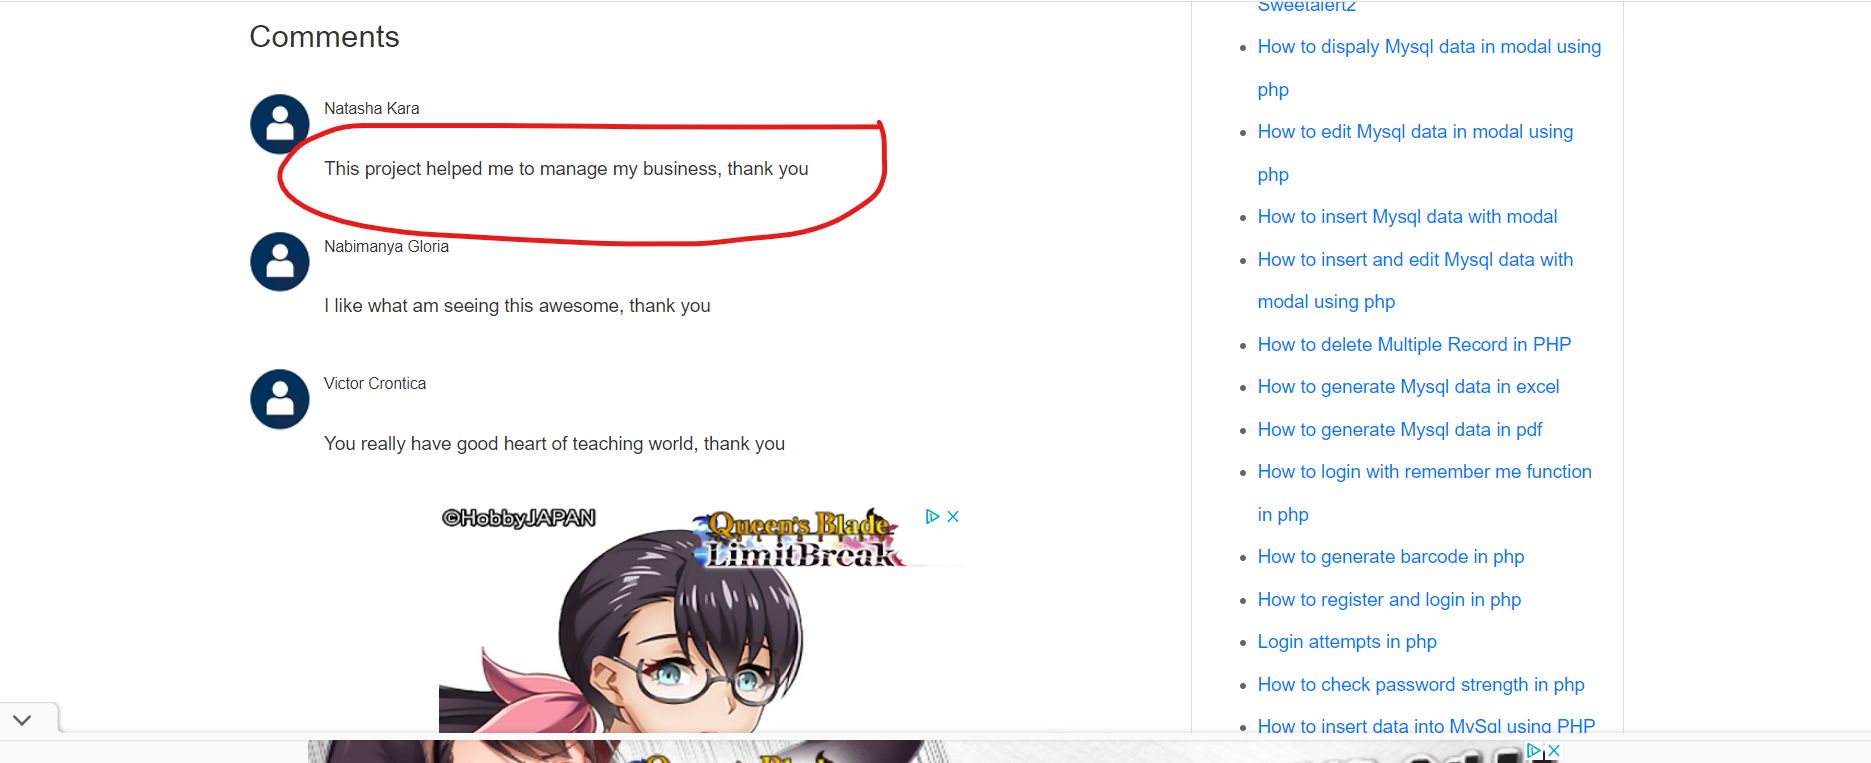 Comments
Natasha Kara
This project helped me to manage my business, thank you
Nabimanya Gloria
I like what am seeing this awesome, thank you
Victor Crontica
You really have good heart of teaching world, thank you
©HobbyJAPAN
Queen's Blade
LimitBreak
Sweetalert2
How to dispaly Mysql data in modal using
php
How to edit Mysql data in modal using
php
How to insert Mysql data with modal
How to insert and edit Mysql data with
modal using php
How to delete Multiple Record in PHP
How to generate Mysql data in excel
How to generate Mysql data in pdf
How to login with remember me function
in php
How to generate barcode in php
How to register and login in php
Login attempts in php
How to check password strength in php
How to insert data into MySql using PHP
Queen's Blade